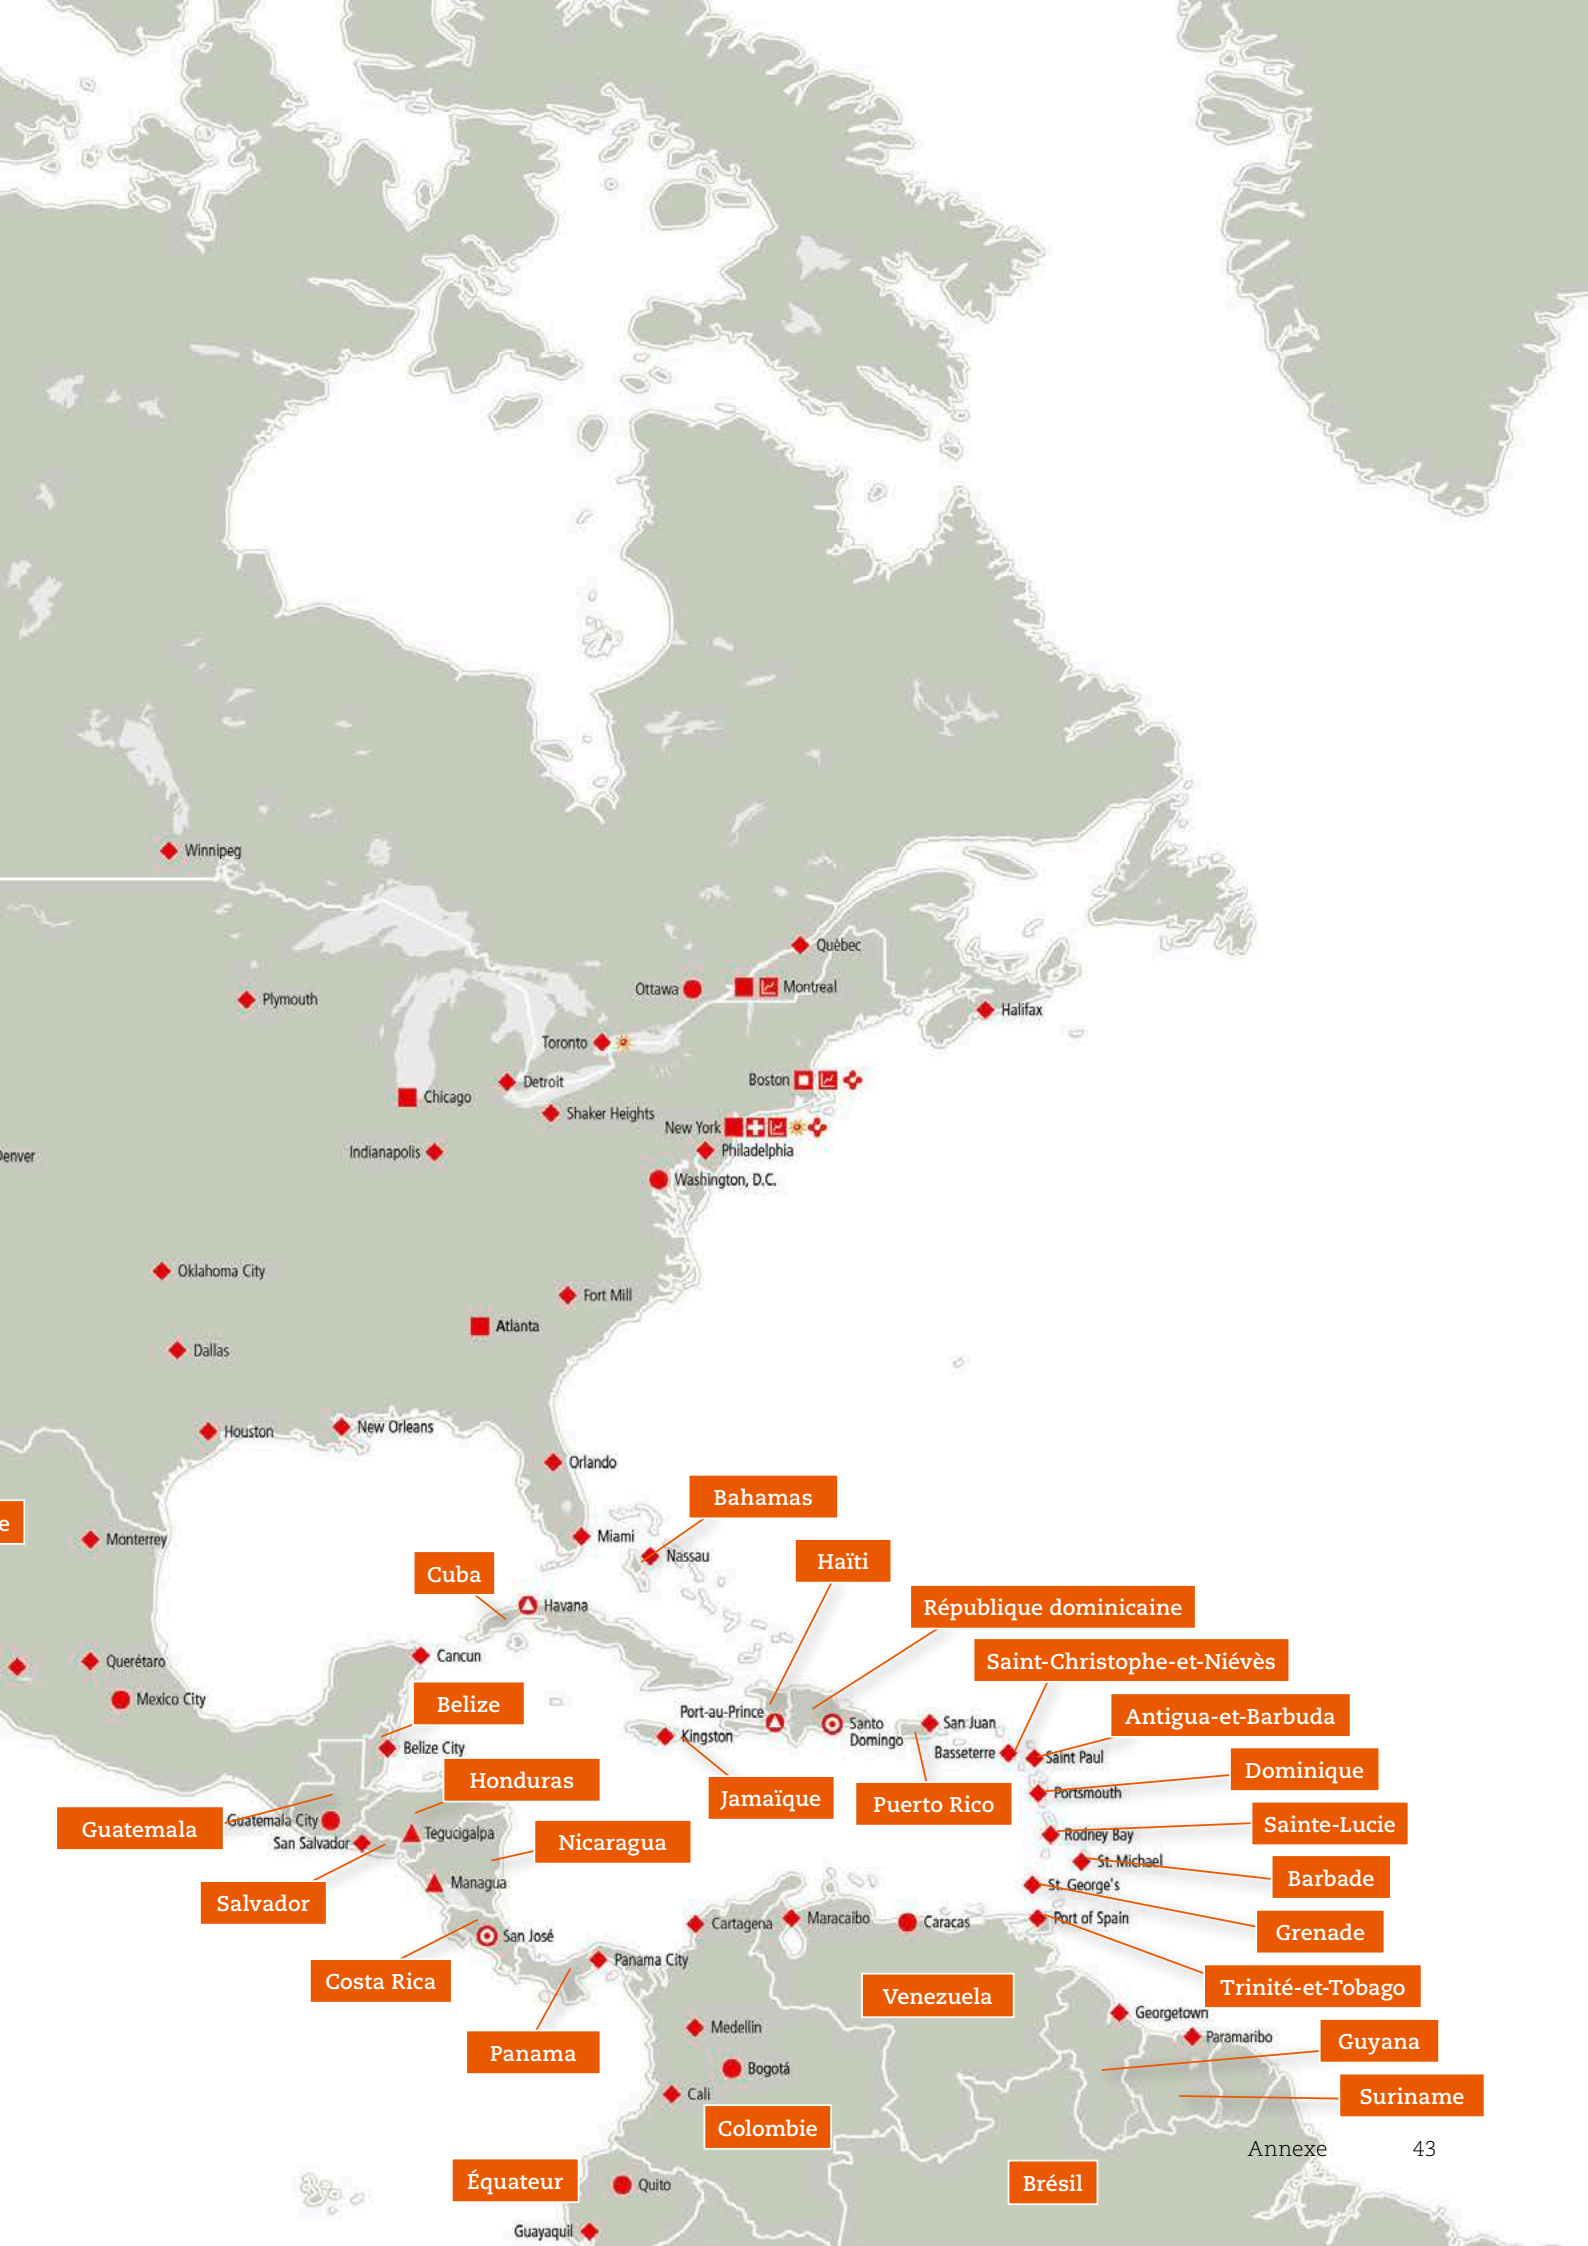 Winnipeg
Québec
Ottawa
Montreal
Plymouth
Halifax
Toronto
Detroit
Boston
Chicago
Shaker Heights
New York
Indianapolis
Philadelphia
enver
Washington, D.C.
Oklahoma City
Fort Mill
Atlanta
Dallas
Houston
New Orleans
Orlando
Bahamas
e
Monterrey
Miami
Nassau
Haïti
Cuba
Havana
République dominicaine
Querétaro
Cancun
Saint-Christophe-et-Niévès
Mexico City
Belize
Port-au-Prince
Kingston
Santo
Domingo
San Juan
Antigua-et-Barbuda
Belize City
Basseterre
Saint Paul
Honduras
Jamaïque
Puerto Rico
Dominique
Portsmouth
Guatemala
Guatemala City
San Salvador
Tegucigalpa
Nicaragua
Sainte-Lucie
Rodney Bay
St. Michael
Barbade
Managua
St. George's
Salvador
Cartagena
Maracaibo
Caracas
Port of Spain
Grenade
San José
Panama City
Costa Rica
Venezuela
Trinité-et-Tobago
Georgetown
Medellin
Paramaribo
Panama
Guyana
Bogotá
Cali
Suriname
Colombie
Annexe 43
Équateur
Quito
Brésil
Guayaquil